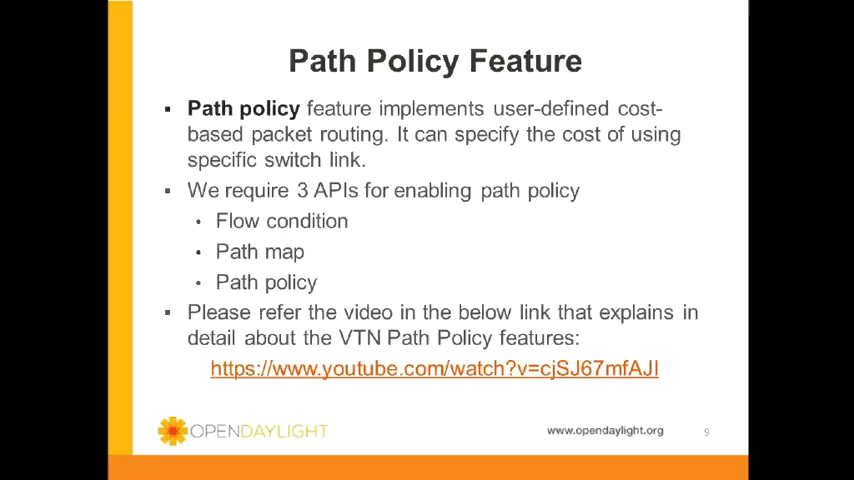 Path Policy Feature
▪ Path policy feature implements user-defined cost-
based packet routing. It can specify the cost of using
specific switch link.
▪ We require 3 APIs for enabling path policy
• Flow condition
• Path map
• Path policy
▪ Please refer the video in the below link that explains in
detail about the VTN Path Policy features:
https://www.youtube.com/watch?v=cjSJ67mfAJI
OPENDAYLIGHT
www.opendaylight.org
9